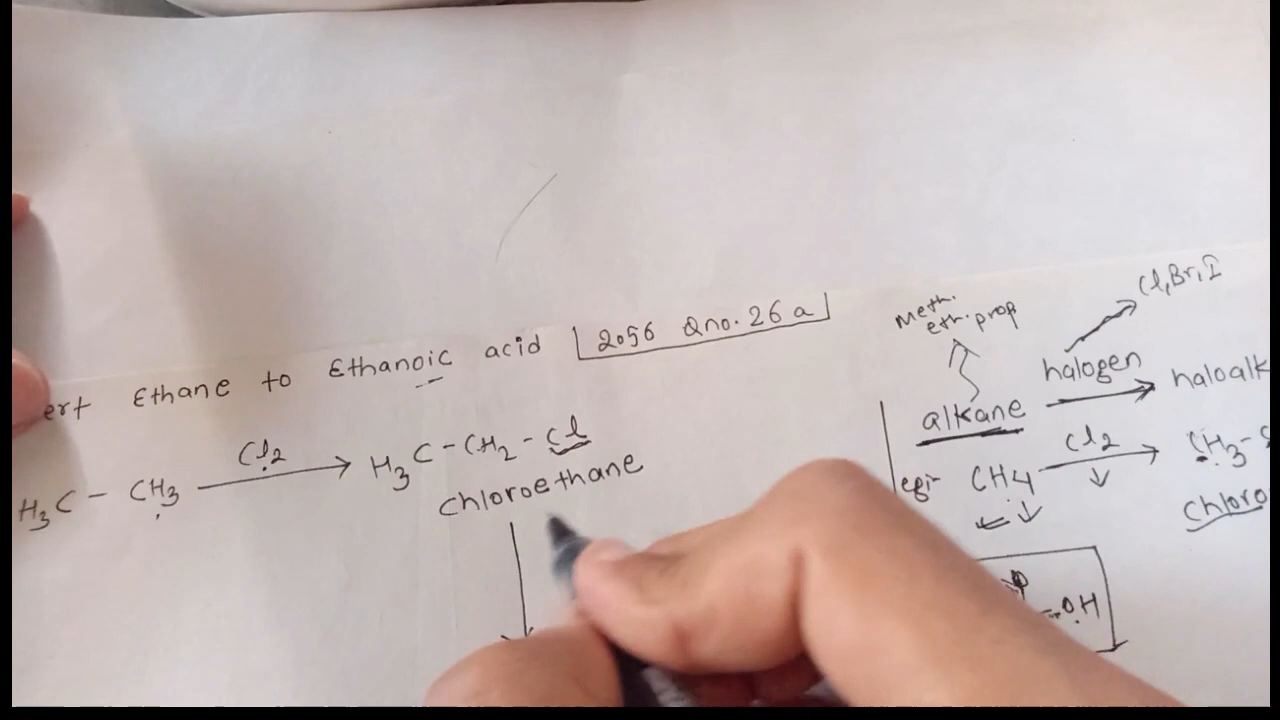 ert Ethane to Ethanoic acid 2056 Qno. 26 a
H3C - CH3 Cl2 H3C - CH2 - Cl
Chloroethane
Meth.
eth. prop
Cl, Br, I
alkane halogen haloalk
eg:- CH4 Cl2 CH3 -
Chloro
OH